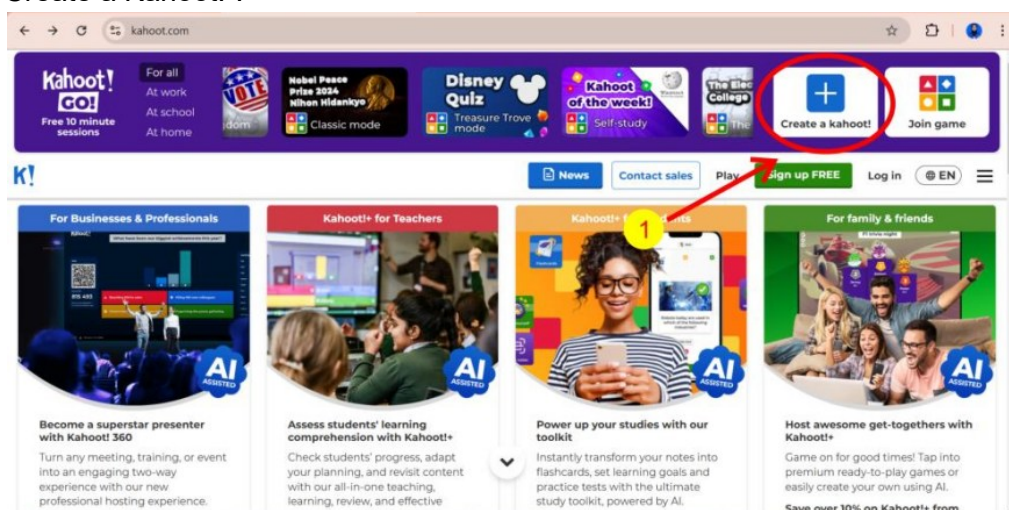 kahoot.com
Kahoot!
GO!
Free 10 minute
sessions
For all
At work
At school
At home
VOTE
dom
Nobel Peace
Prize 2024
Nihon Hidankyo
Classic mode
Disney
Quiz
Treasure Trove
mode
Kahoot
of the week!
Self-study
The Elec
College
The
Create a kahoot!
Join game
K!
News
Contact sales
Play
Sign up FREE
Log in
EN
1
For Businesses & Professionals
AI
ASSISTED
Become a superstar presenter
with Kahoot! 360
Turn any meeting, training, or event
into an engaging two-way
experience with our new
professional hosting experience.
Kahoot!+ for Teachers
AI
ASSISTED
Assess students' learning
comprehension with Kahoot!+
Check students' progress, adapt
your planning, and revisit content
with our all-in-one teaching,
learning, review, and effective
Kahoot!+ f
nts
Flashcards
AI
ASSISTED
Power up your studies with our
toolkit
Instantly transform your notes into
flashcards, set learning goals and
practice tests with the ultimate
study toolkit, powered by AI.
For family & friends
AI
ASSISTED
Host awesome get-togethers with
Kahoot!+
Game on for good times! Tap into
premium ready-to-play games or
easily create your own using AI.
Save over 10% on Kahoot!+ from